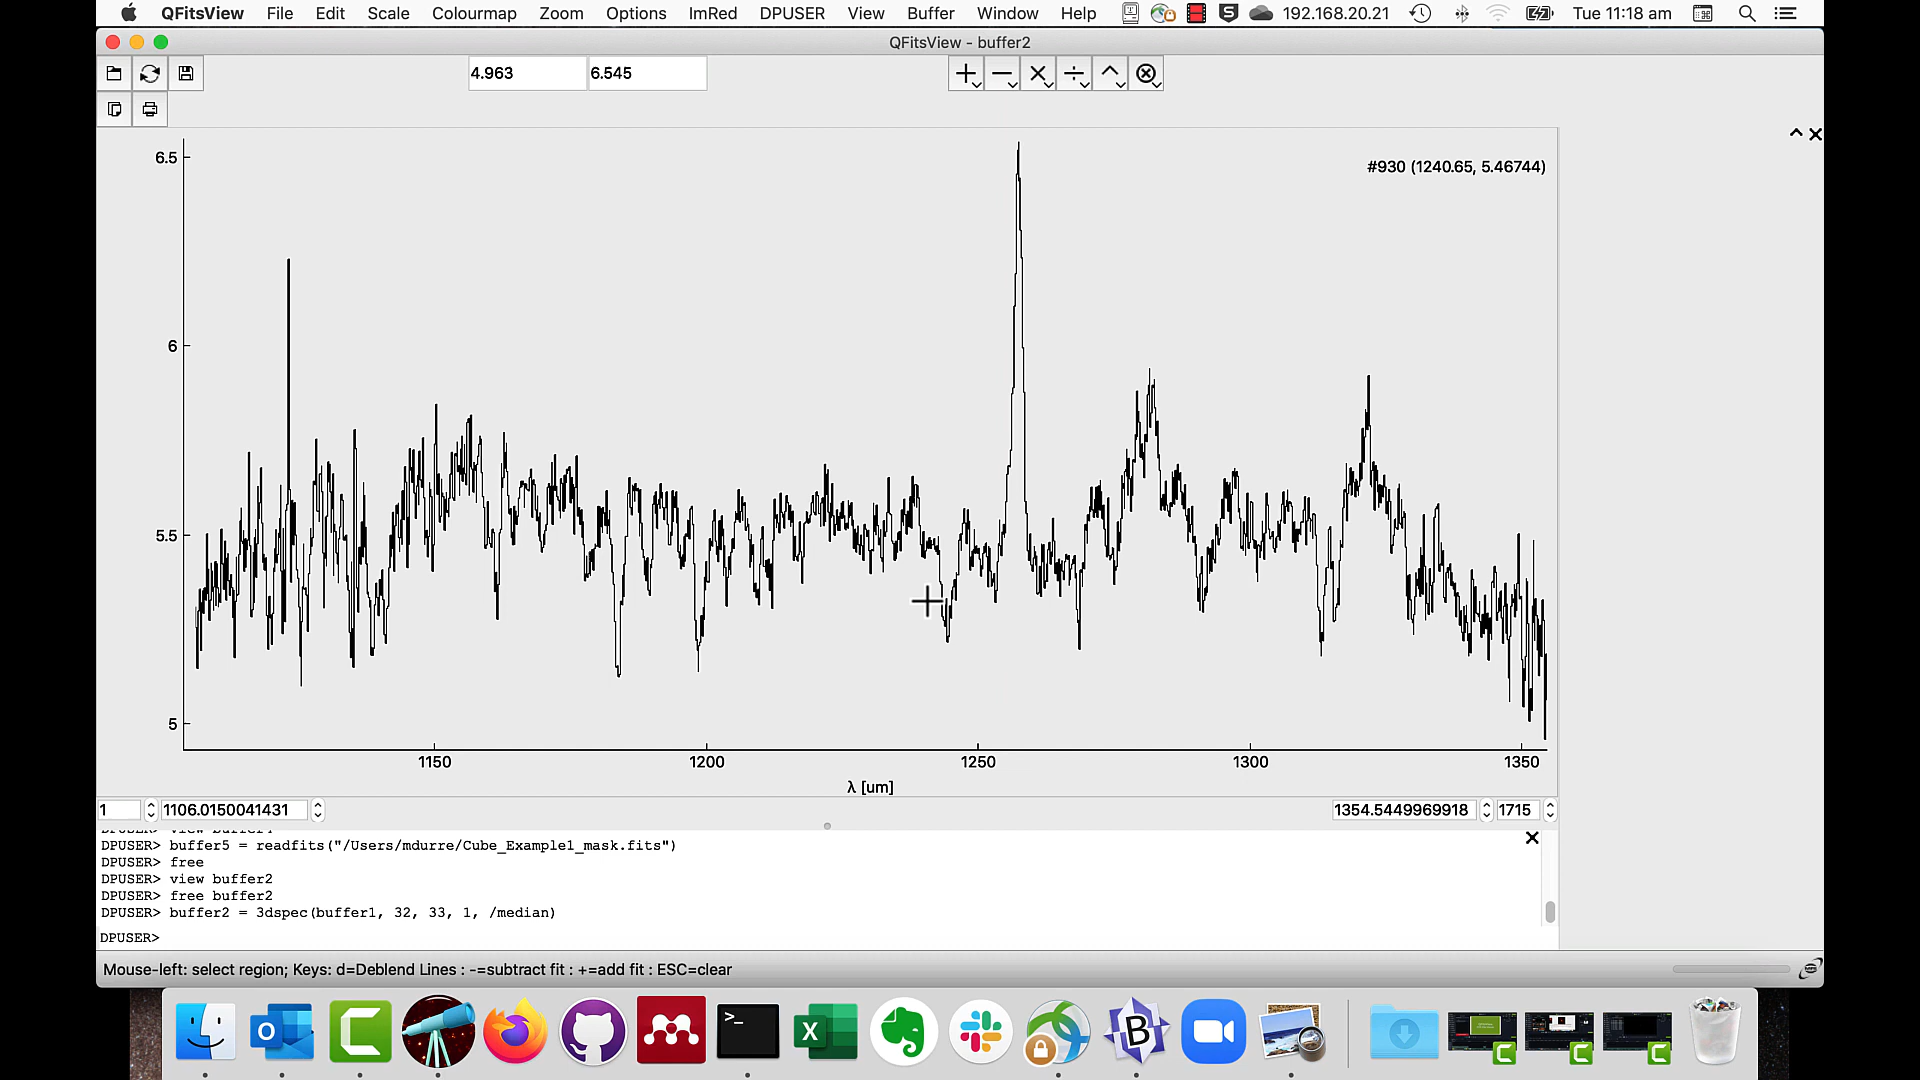 QFitsView File Edit Scale Colourmap Zoom Options ImRed DPUSER View Buffer Window Help 192.168.20.21 Tue 11:18 am
QFitsView - buffer2
4.963 6.545
#930 (1240.65, 5.46744)
6.5
6
5.5
5
1150 1200 1250 1300 1350
λ [um]
1 1106.0150041431 1354.5449969918 1715
DPUSER> buffer5 = readfits("/Users/mdurre/Cube_Example1_mask.fits")
DPUSER> free
DPUSER> view buffer2
DPUSER> free buffer2
DPUSER> buffer2 = 3dspec(buffer1, 32, 33, 1, /median)
DPUSER>
Mouse-left: select region; Keys: d=Deblend Lines : -=subtract fit : +=add fit : ESC=clear